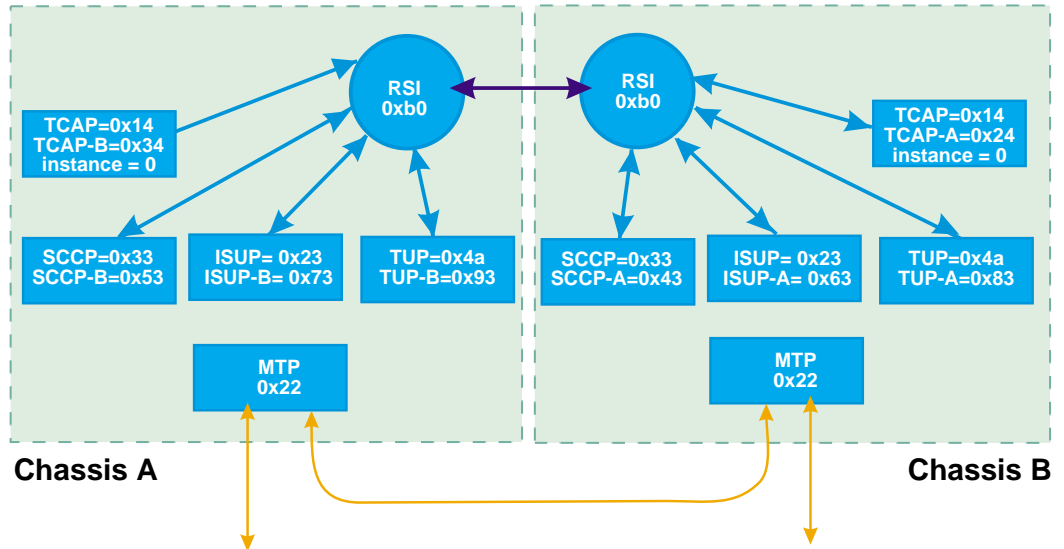 RSI
0xb0
TCAP=0x14
TCAP-B=0x34
instance = 0
SCCP=0x33
SCCP-B=0x53
ISUP= 0x23
ISUP-B= 0x73
TUP=0x4a
TUP-B=0x93
MTP
0x22
Chassis A
RSI
0xb0
TCAP=0x14
TCAP-A=0x24
instance = 0
SCCP=0x33
SCCP-A=0x43
ISUP= 0x23
ISUP-A= 0x63
TUP=0x4a
TUP-A=0x83
MTP
0x22
Chassis B